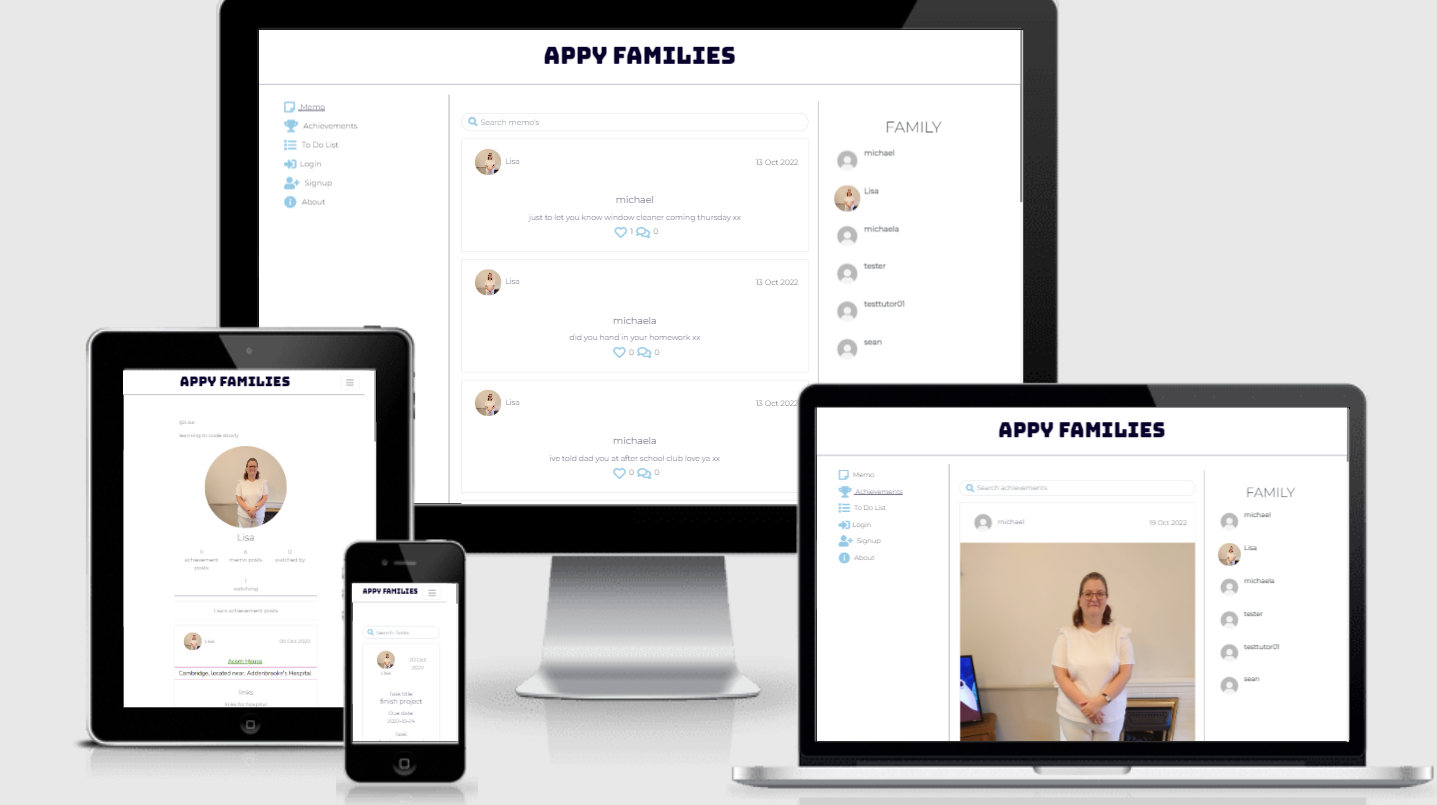 APPY FAMILIES
Memo
Achievements
To Do List
Login
Signup
About
Search memo's
Lisa 13 Oct 2022
michael
just to let you know window cleaner coming thursday xx
1 0
Lisa 13 Oct 2022
michaela
did you hand in your homework xx
0 0
Lisa 13 Oct 2022
michaela
ive told dad you at after school club love ya xx
0 0
FAMILY
michael
Lisa
michaela
tester
testtutor01
sean
APPY FAMILIES
learning to code slowly
Lisa
0 6 0
achievement memo posts watched by
posts
1
watching
Lisa's achievement posts
Lisa 09 Oct 2022
Acorn House
Cambridge, located near, Addenbrooke's Hospital.
links
links for hospital
APPY FAMILIES
Search tasks
Lisa 20 Oct
2022
Task title:
finish project
Due date:
2022-10-24
Task:
APPY FAMILIES
Memo
Achievements
To Do List
Login
Signup
About
Search achievements
michael 19 Oct 2022
FAMILY
michael
Lisa
michaela
tester
testtutor01
sean